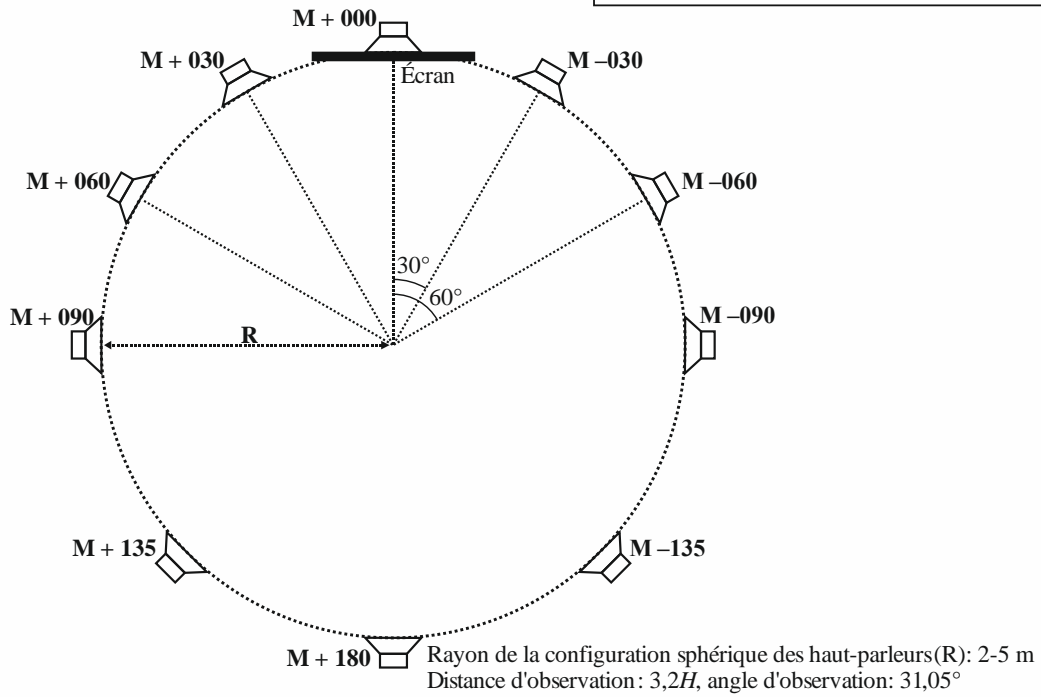 M + 000
M + 030
M –030
Écran
M + 060
M –060
30°
60°
M + 090
M –090
R
M + 135
M –135
M + 180
Rayon de la configuration sphérique des haut-parleurs(R): 2-5 m
Distance d'observation: 3,2H, angle d'observation: 31,05°